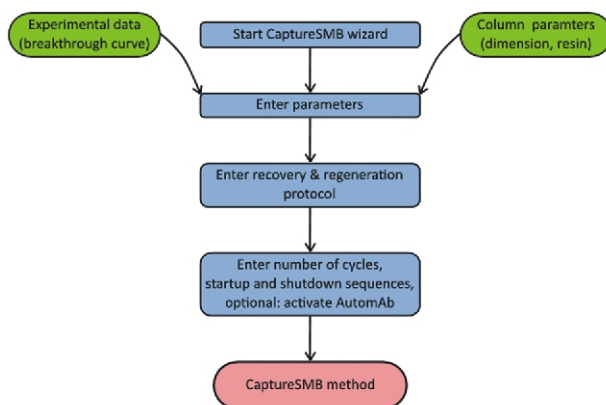 Experimental data
(breakthrough curve)
Start CaptureSMB wizard
Column paramters
(dimension, resin)
Enter parameters
Enter recovery & regeneration
protocol
Enter number of cycles,
startup and shutdown sequences,
optional: activate AutomAb
CaptureSMB method